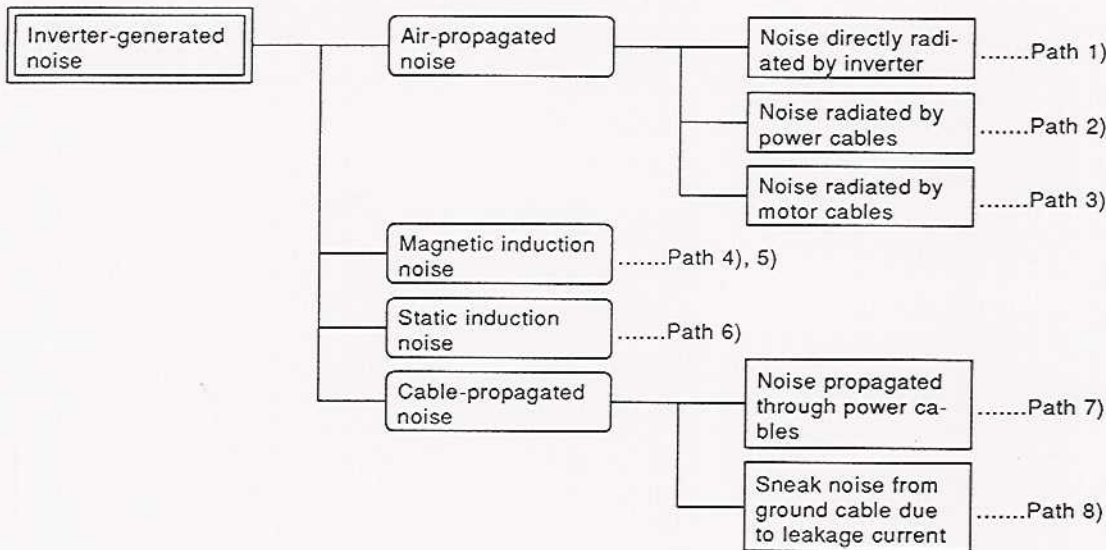 Inverter-generated
noise
Air-propagated
noise
Noise directly radi-
ated by inverter
.......Path 1)
Noise radiated by
power cables
.......Path 2)
Noise radiated by
motor cables
.......Path 3)
Magnetic induction
noise
.......Path 4), 5)
Static induction
noise
.......Path 6)
Cable-propagated
noise
Noise propagated
through power ca-
bles
.......Path 7)
Sneak noise from
ground cable due
to leakage current
.......Path 8)